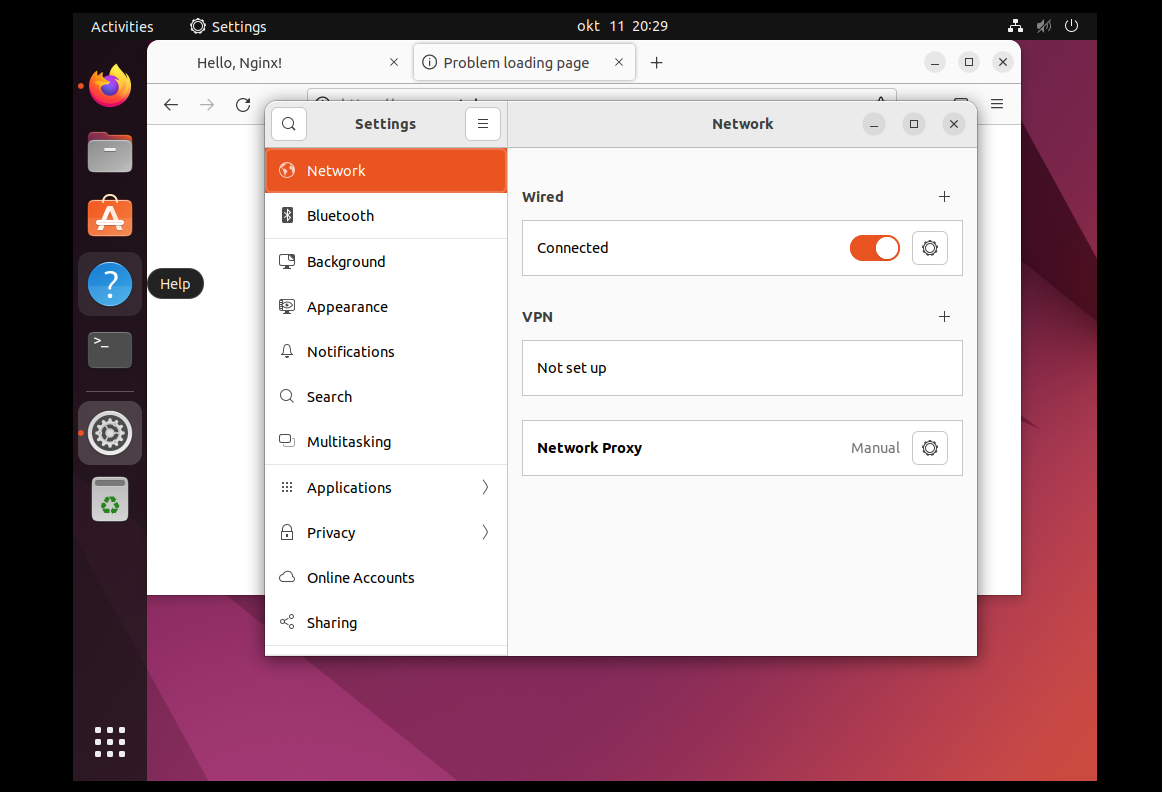 Activities
Settings
okt 11 20:29
Hello, Nginx!
Problem loading page
Settings
Network
Network
Bluetooth
Background
Appearance
Notifications
Search
Multitasking
Applications
Privacy
Online Accounts
Sharing
Wired
Connected
VPN
Not set up
Network Proxy
Manual
Help
>_